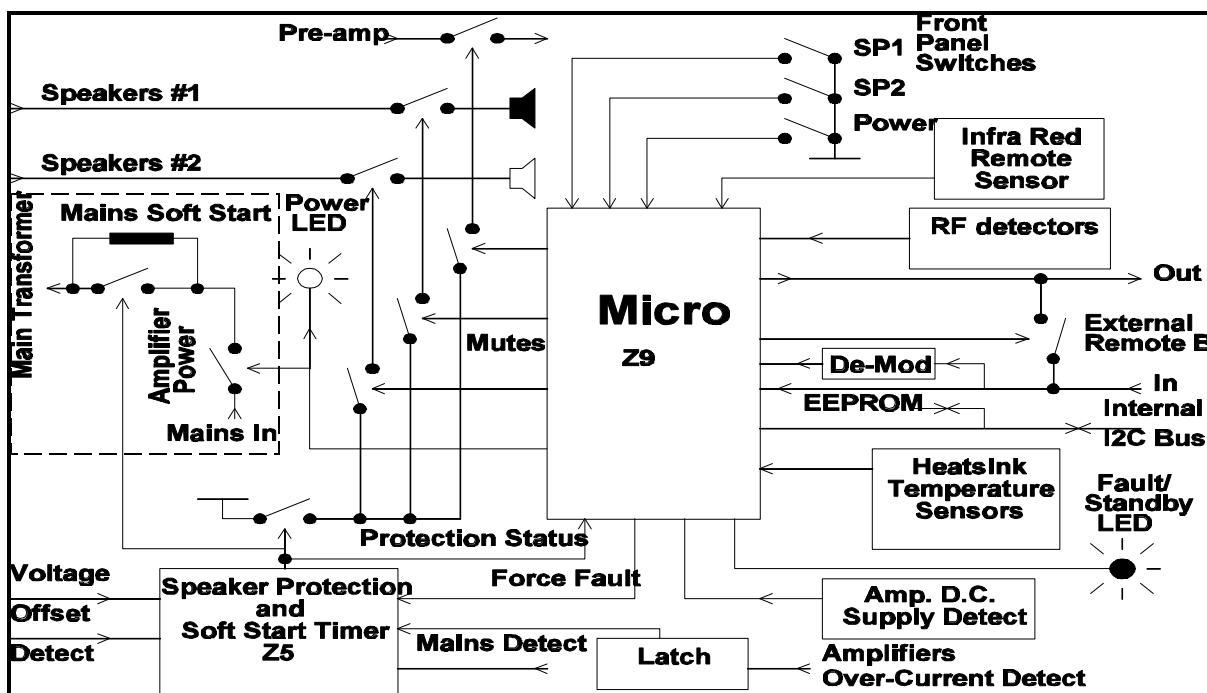 Pre-amp
SP1
Front
Panel
Switches
Speakers #1
SP2
Speakers #2
Power
Infra Red
Remote
Sensor
Main Transformer
Mains Soft Start
Power
LED
RF detectors
Micro
Z9
Out
Amplifier
Power
Mutes
External
Remote B
De-Mod
In
EEPROM
Internal
I2C Bus
Mains In
HeatsInk
Temperature
Sensors
Fault/
Standby
LED
Protection Status
Voltage
Offset
Detect
Speaker Protection
and
Soft Start Timer
Z5
Force Fault
Mains Detect
Amp. D.C.
Supply Detect
Latch
Amplifiers
Over-Current Detect